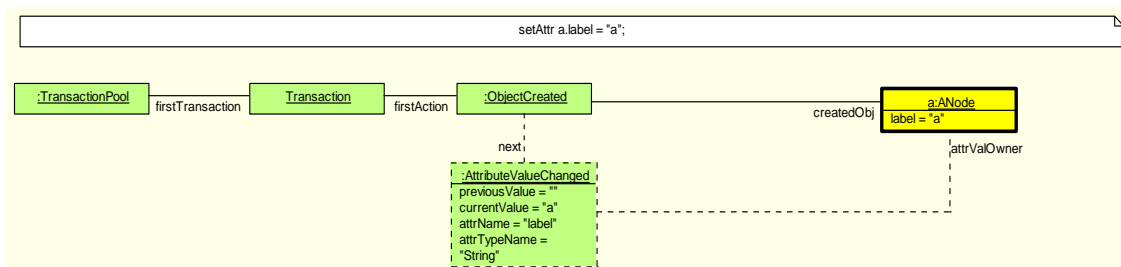 setAttr a.label = "a";
:TransactionPool
Transaction
:ObjectCreated
a:ANode
label = "a"
firstTransaction
firstAction
createdObj
next
attrValOwner
:AttributeValueChanged
previousValue = ""
currentValue = "a"
attrName = "label"
attrTypeName =
"String"